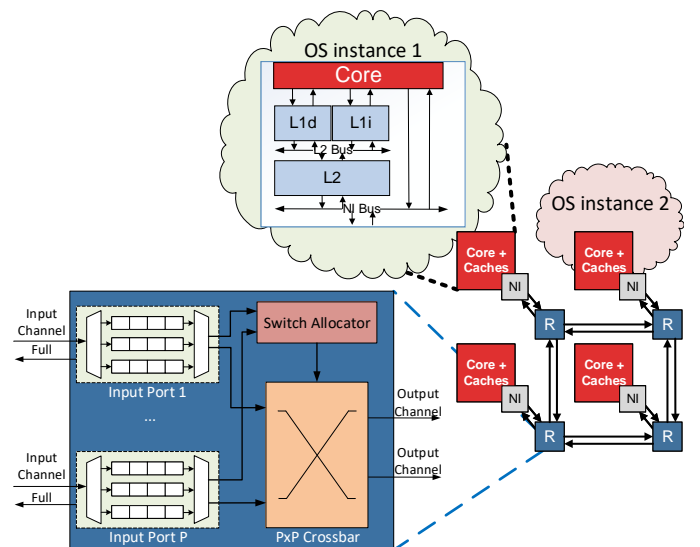 OS instance 1
Core
L1d
L1i
L2 Bus
L2
NI Bus
OS instance 2
Core +
Caches
NI
R
Core +
Caches
NI
R
Core +
Caches
NI
R
Core +
Caches
NI
R
Input
Channel
Full
Input Port 1
...
Input
Channel
Full
Input Port P
Switch Allocator
PxP Crossbar
Output
Channel
Output
Channel